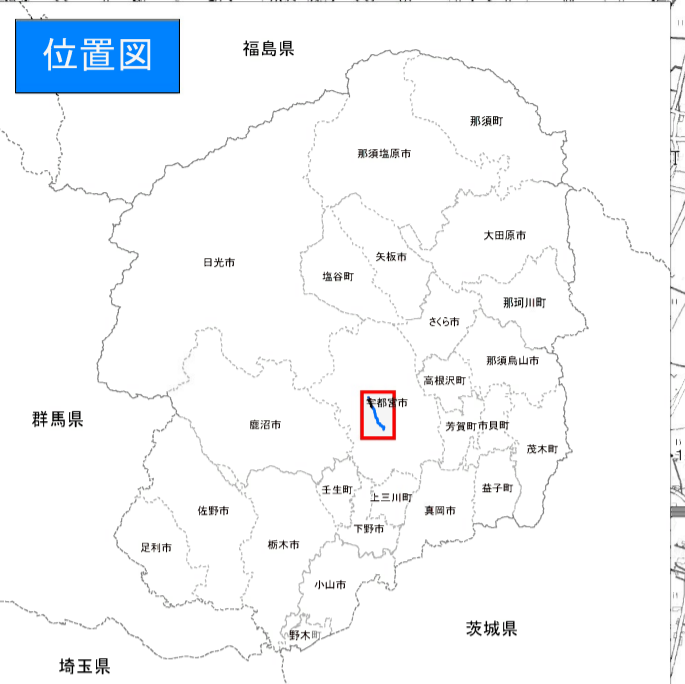 位置図
福島県
那須町
那須塩原市
大田原市
矢板市
日光市
塩谷町
那珂川町
さくら市
那須烏山市
高根沢町
宇都宮市
群馬県
鹿沼市
芳賀町
市貝町
茂木町
壬生町
上三川町
益子町
佐野市
真岡市
下野市
足利市
栃木市
小山市
茨城県
野木町
埼玉県